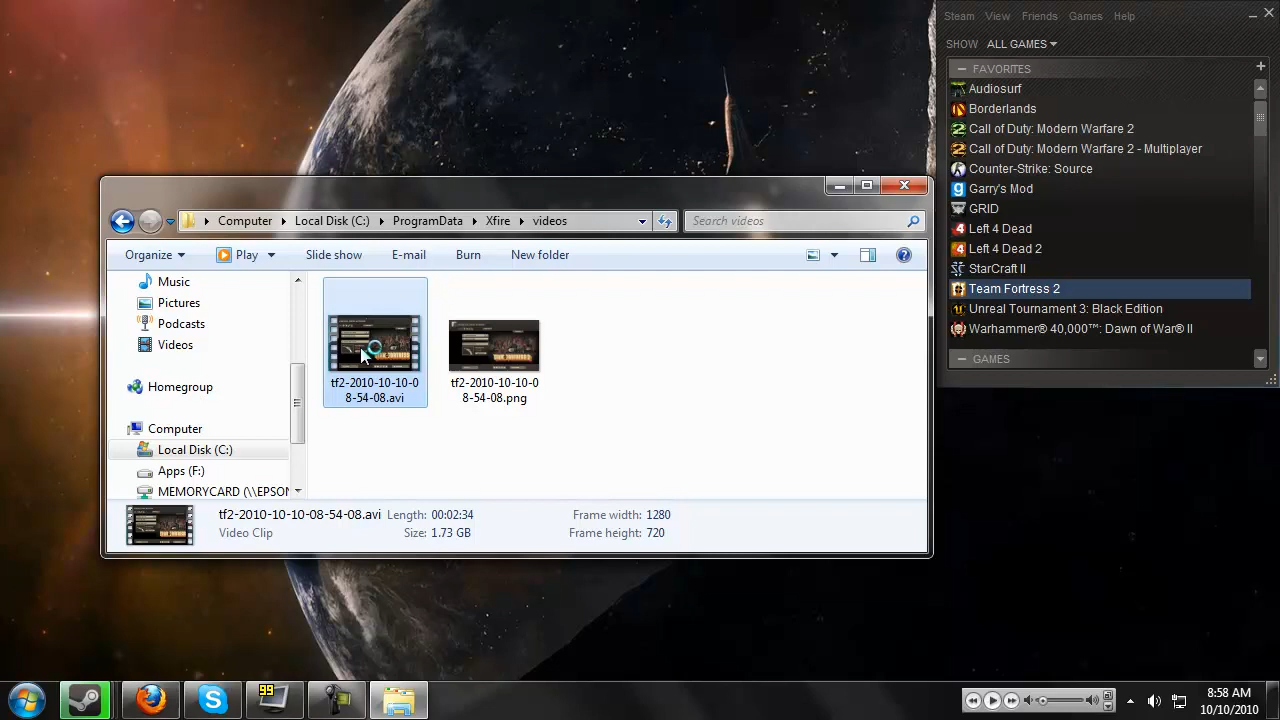 Steam View Friends Games Help
SHOW ALL GAMES
FAVORITES
Audiosurf
Borderlands
Call of Duty: Modern Warfare 2
Call of Duty: Modern Warfare 2 - Multiplayer
Counter-Strike: Source
Garry's Mod
GRID
Left 4 Dead
Left 4 Dead 2
StarCraft II
Team Fortress 2
Unreal Tournament 3: Black Edition
Warhammer® 40,000™: Dawn of War® II
GAMES
Computer Local Disk (C:) ProgramData Xfire videos
Search videos
Organize Play Slide show E-mail Burn New folder
Music
Pictures
Podcasts
Videos
Homegroup
Computer
Local Disk (C:)
Apps (F:)
MEMORYCARD (\\EPSON
tf2-2010-10-10-0
8-54-08.avi
tf2-2010-10-10-0
8-54-08.png
tf2-2010-10-10-08-54-08.avi Length: 00:02:34 Frame width: 1280
Video Clip Size: 1.73 GB Frame height: 720
99
8:58 AM
10/10/2010